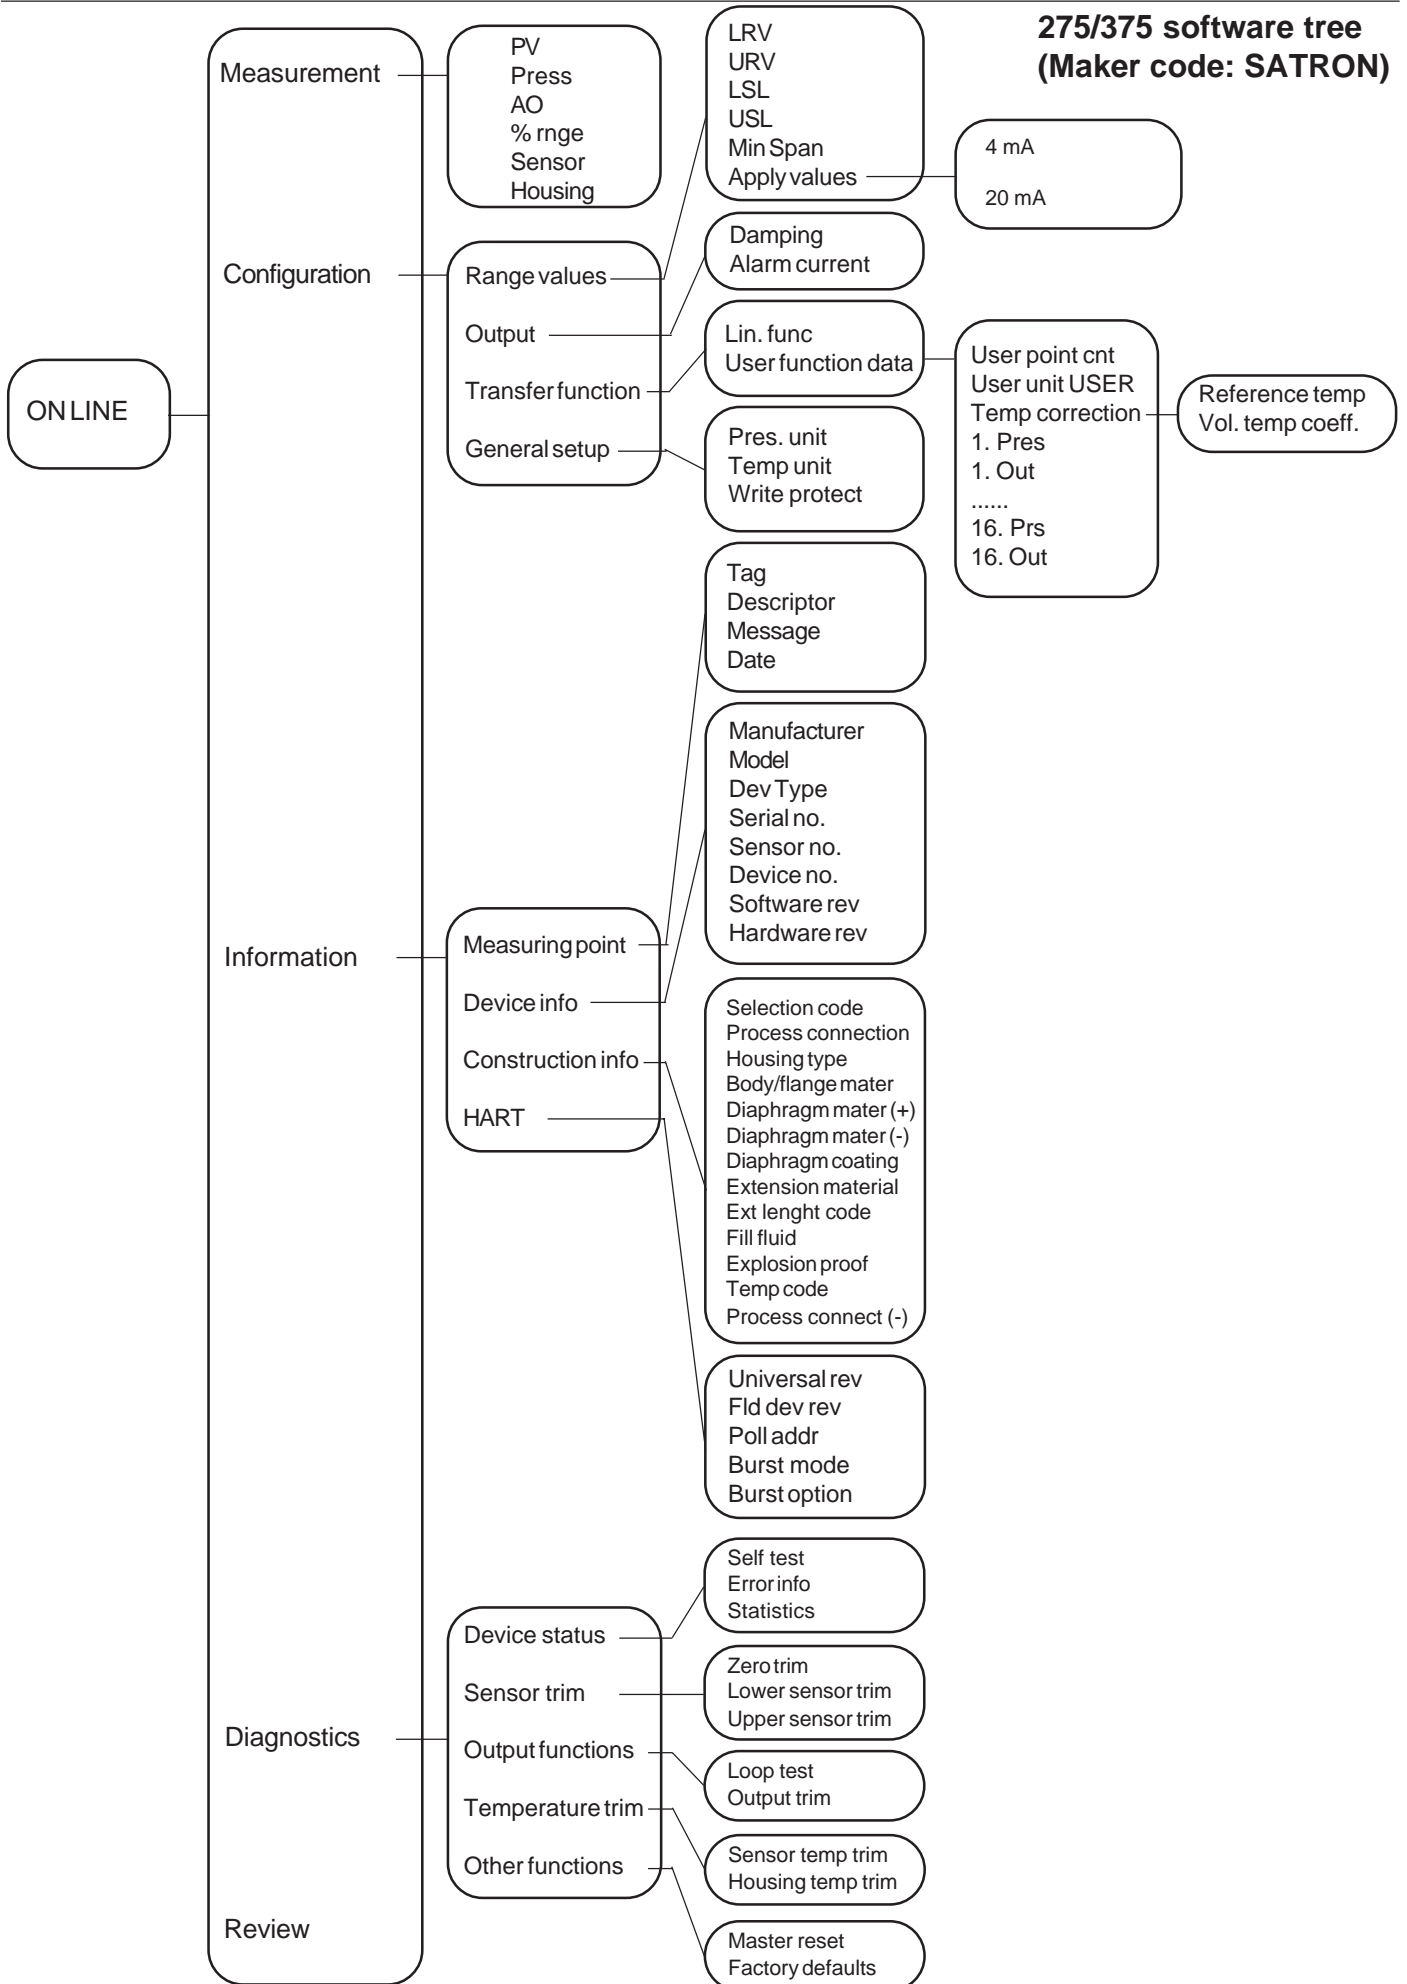 275/375 software tree
(Maker code: SATRON)
ON LINE
Measurement
Configuration
Information
Diagnostics
Review
PV
Press
AO
% rnge
Sensor
Housing
Range values
Output
Transfer function
General setup
LRV
URV
LSL
USL
Min Span
Apply values
4 mA
20 mA
Damping
Alarm current
Lin. func
User function data
User point cnt
User unit USER
Temp correction
1. Pres
1. Out
......
16. Prs
16. Out
Reference temp
Vol. temp coeff.
Pres. unit
Temp unit
Write protect
Measuring point
Device info
Construction info
HART
Tag
Descriptor
Message
Date
Manufacturer
Model
Dev Type
Serial no.
Sensor no.
Device no.
Software rev
Hardware rev
Selection code
Process connection
Housing type
Body/flange mater
Diaphragm mater (+)
Diaphragm mater (-)
Diaphragm coating
Extension material
Ext lenght code
Fill fluid
Explosion proof
Temp code
Process connect (-)
Universal rev
Fld dev rev
Poll addr
Burst mode
Burst option
Device status
Sensor trim
Output functions
Temperature trim
Other functions
Self test
Error info
Statistics
Zero trim
Lower sensor trim
Upper sensor trim
Loop test
Output trim
Sensor temp trim
Housing temp trim
Master reset
Factory defaults